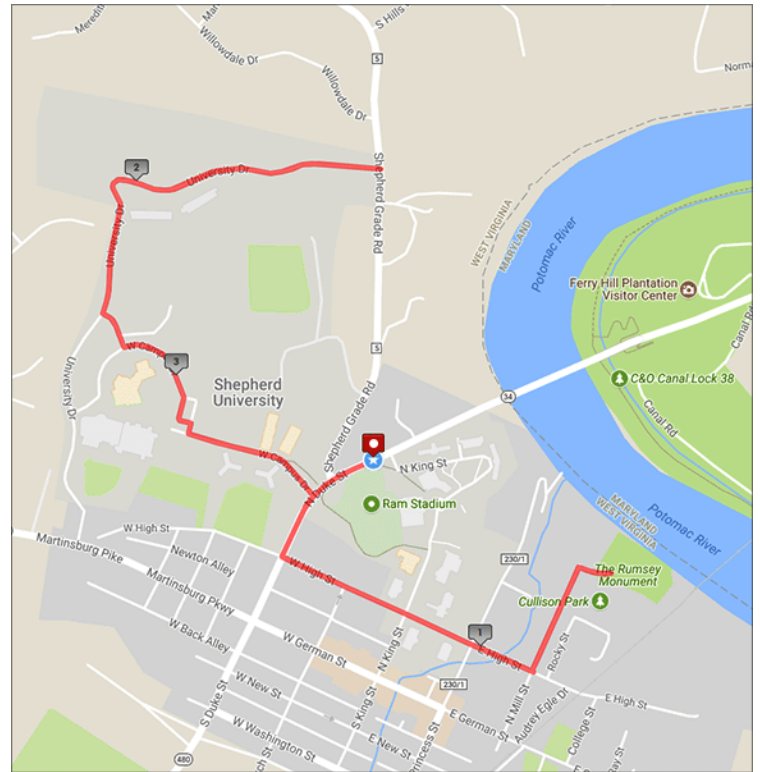 Willowdale Dr
Willowdale Dr
S Hills
5
Norm
2
University Dr
University Dr
Shepherd Grade Rd
WEST VIRGINIA
MARYLAND
Potomac River
Ferry Hill Plantation
Visitor Center
Canal Rd
5
W Camp
3
Shepherd
University
University Dr
Shepherd Grade Rd
34
C&O Canal Lock 38
Canal Rd
W Campus Dr
N Duke St
N King St
Ram Stadium
MARYLAND
WEST VIRGINIA
Potomac River
W High St
Martinsburg Pike
Newton Alley
W High St
230/1
The Rumsey
Monument
Cullison Park
Martinsburg Pkwy
W Back Alley
W German St
N King St
1
E High St
Rocky St
230/1
W New St
S Duke St
S King St
N Mill St
Audrey Egle Dr
E High St
E German St
College St
W Washington St
E New St
Princess St
480